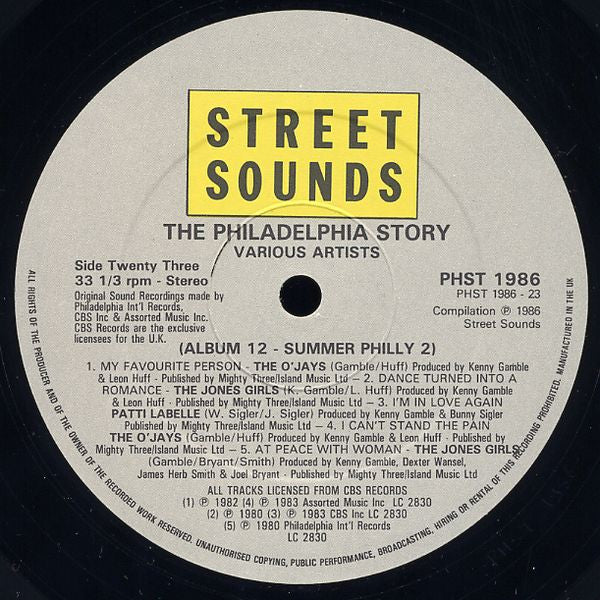 STREET
SOUNDS
THE PHILADELPHIA STORY
VARIOUS ARTISTS
Side Twenty Three
33 1/3 rpm - Stereo
Original Sound Recordings made by
Philadelphia Int'l Records,
CBS Inc & Assorted Music Inc.
CBS Records are the exclusive
licensees for the U.K.
PHST 1986
PHST 1986 - 23
Compilation ℗ 1986
Street Sounds
(ALBUM 12 - SUMMER PHILLY 2)
1. MY FAVOURITE PERSON - THE O'JAYS (Gamble/Huff) Produced by Kenny Gamble
& Leon Huff - Published by Mighty Three/Island Music Ltd – 2. DANCE TURNED INTO A
ROMANCE - THE JONES GIRLS (K. Gamble/L. Huff) Produced by Kenny Gamble
& Leon Huff - Published by Mighty Three/Island Music Ltd – 3. I'M IN LOVE AGAIN
PATTI LABELLE (W. Sigler/J. Sigler) Produced by Kenny Gamble & Bunny Sigler
Published by Mighty Three/Island Music Ltd – 4. I CAN'T STAND THE PAIN
THE O'JAYS (Gamble/Huff) Produced by Kenny Gamble & Leon Huff - Published by
Mighty Three/Island Music Ltd – 5. AT PEACE WITH WOMAN - THE JONES GIRLS
(Gamble/Bryant/Smith) Produced by Kenny Gamble, Dexter Wansel,
James Herb Smith & Joel Bryant - Published by Mighty Three/Island Music Ltd
ALL TRACKS LICENSED FROM CBS RECORDS
(1) ℗ 1982 (4) ℗ 1983 Assorted Music Inc LC 2830
(2) ℗ 1980 (3) ℗ 1983 CBS Inc LC 2830
(5) ℗ 1980 Philadelphia Int'l Records
LC 2830
ALL RIGHTS OF THE PRODUCER AND OF THE OWNER OF THE RECORDED WORK RESERVED. UNAUTHORISED COPYING, PUBLIC PERFORMANCE, BROADCASTING, HIRING OR RENTAL OF THIS RECORDING PROHIBITED. MANUFACTURED IN THE UK